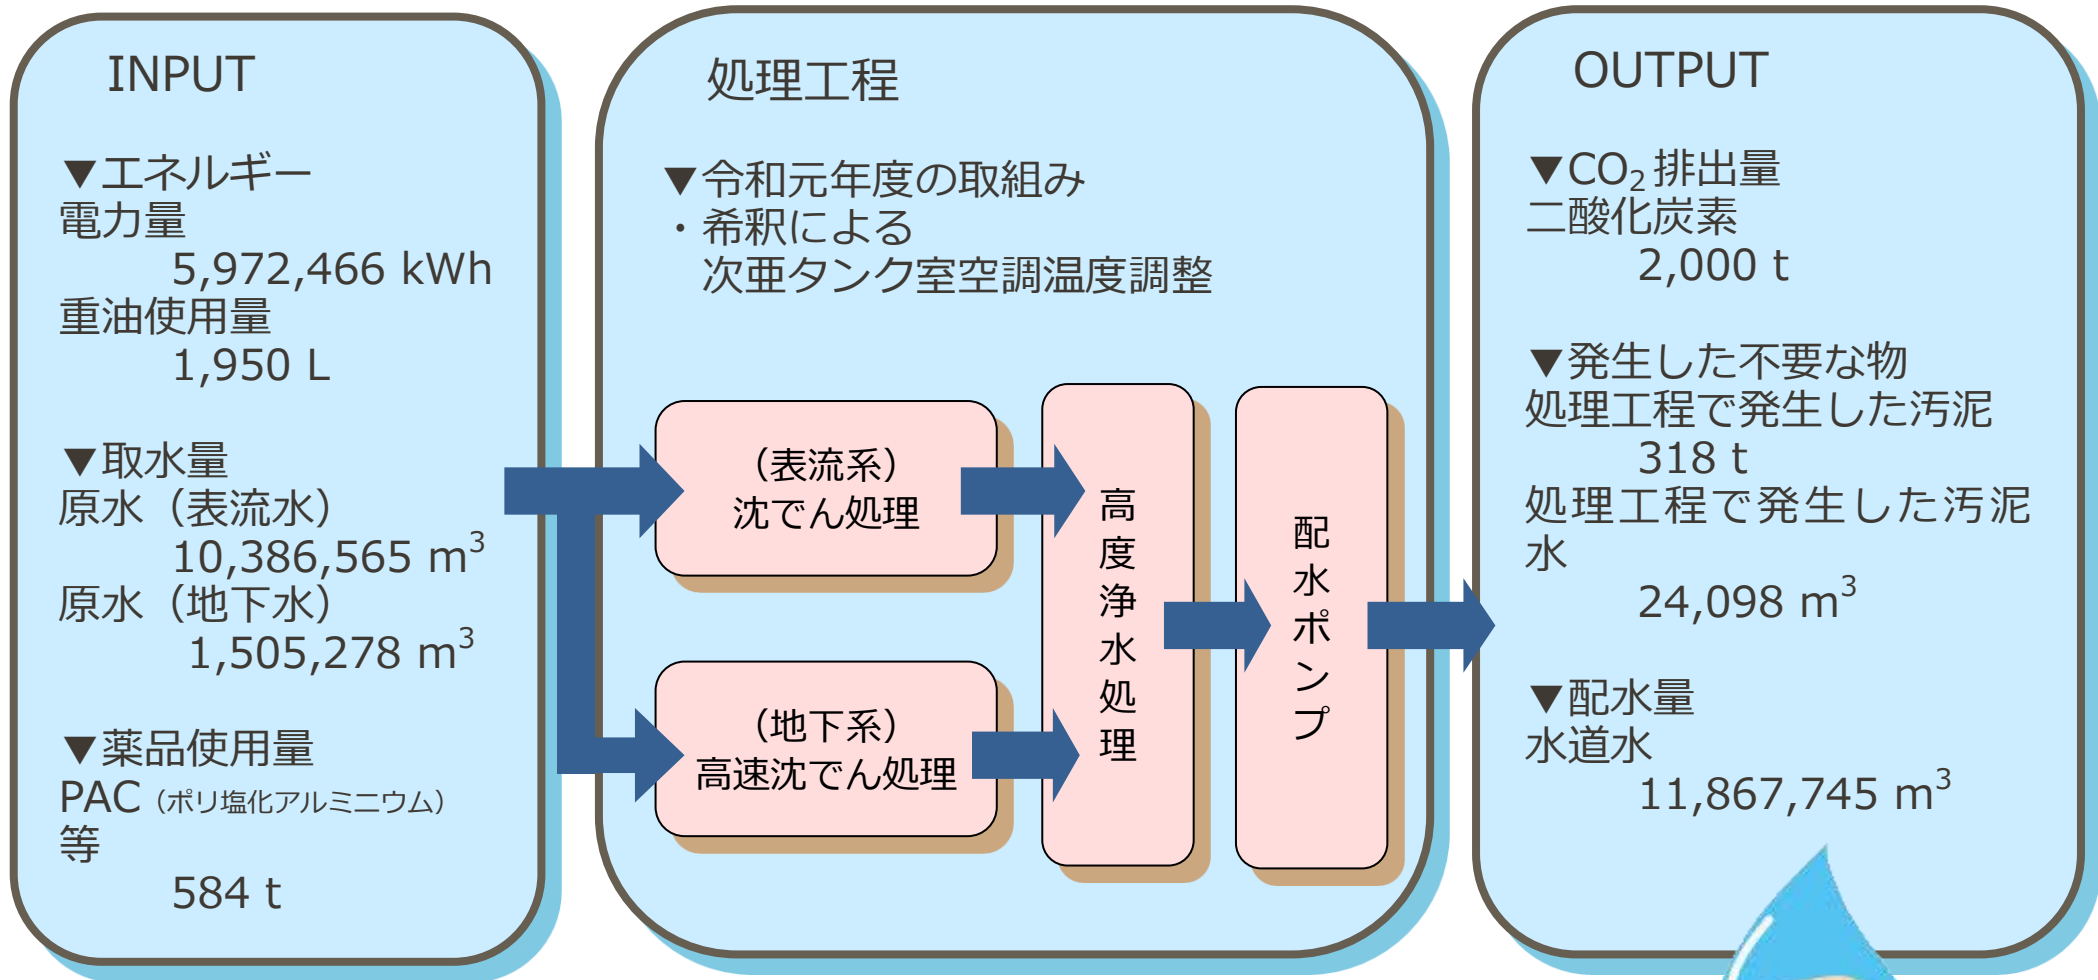 INPUT
▼エネルギー
電力量
5,972,466 kWh
重油使用量
1,950 L
▼取水量
原水（表流水）
10,386,565 m³
原水（地下水）
1,505,278 m³
▼薬品使用量
PAC（ポリ塩化アルミニウム）
等
584 t
処理工程
▼令和元年度の取組み
・希釈による
次亜タンク室空調温度調整
（表流系）
沈でん処理
（地下系）
高速沈でん処理
高度浄水処理
配水ポンプ
OUTPUT
▼CO₂排出量
二酸化炭素
2,000 t
▼発生した不要な物
処理工程で発生した汚泥
318 t
処理工程で発生した汚泥
水
24,098 m³
▼配水量
水道水
11,867,745 m³